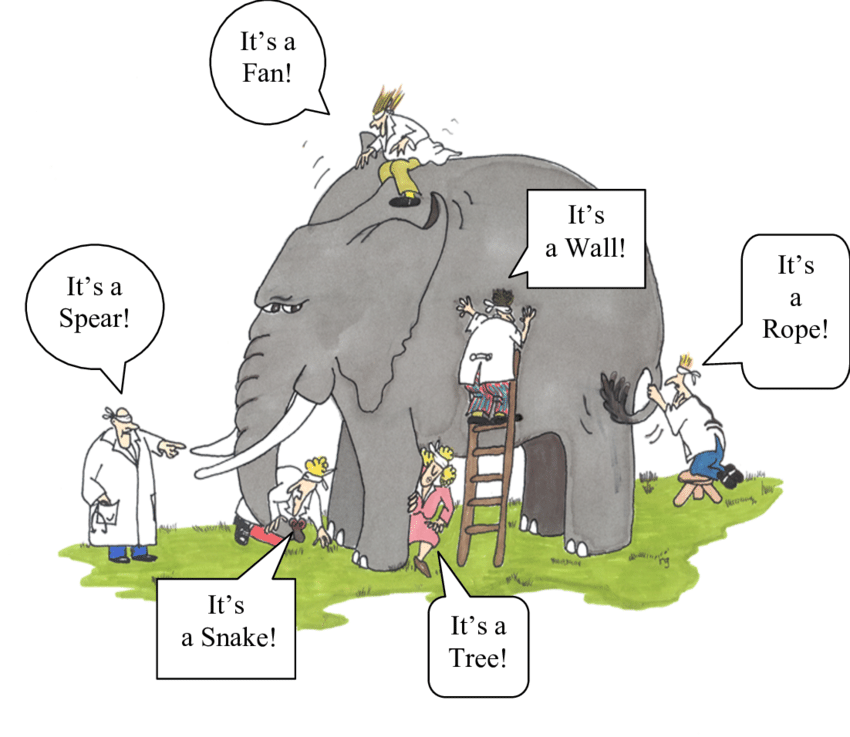 It's a
Fan!
It's
a Wall!
It's
a
Rope!
It's a
Spear!
It's
a Snake!
It's a
Tree!